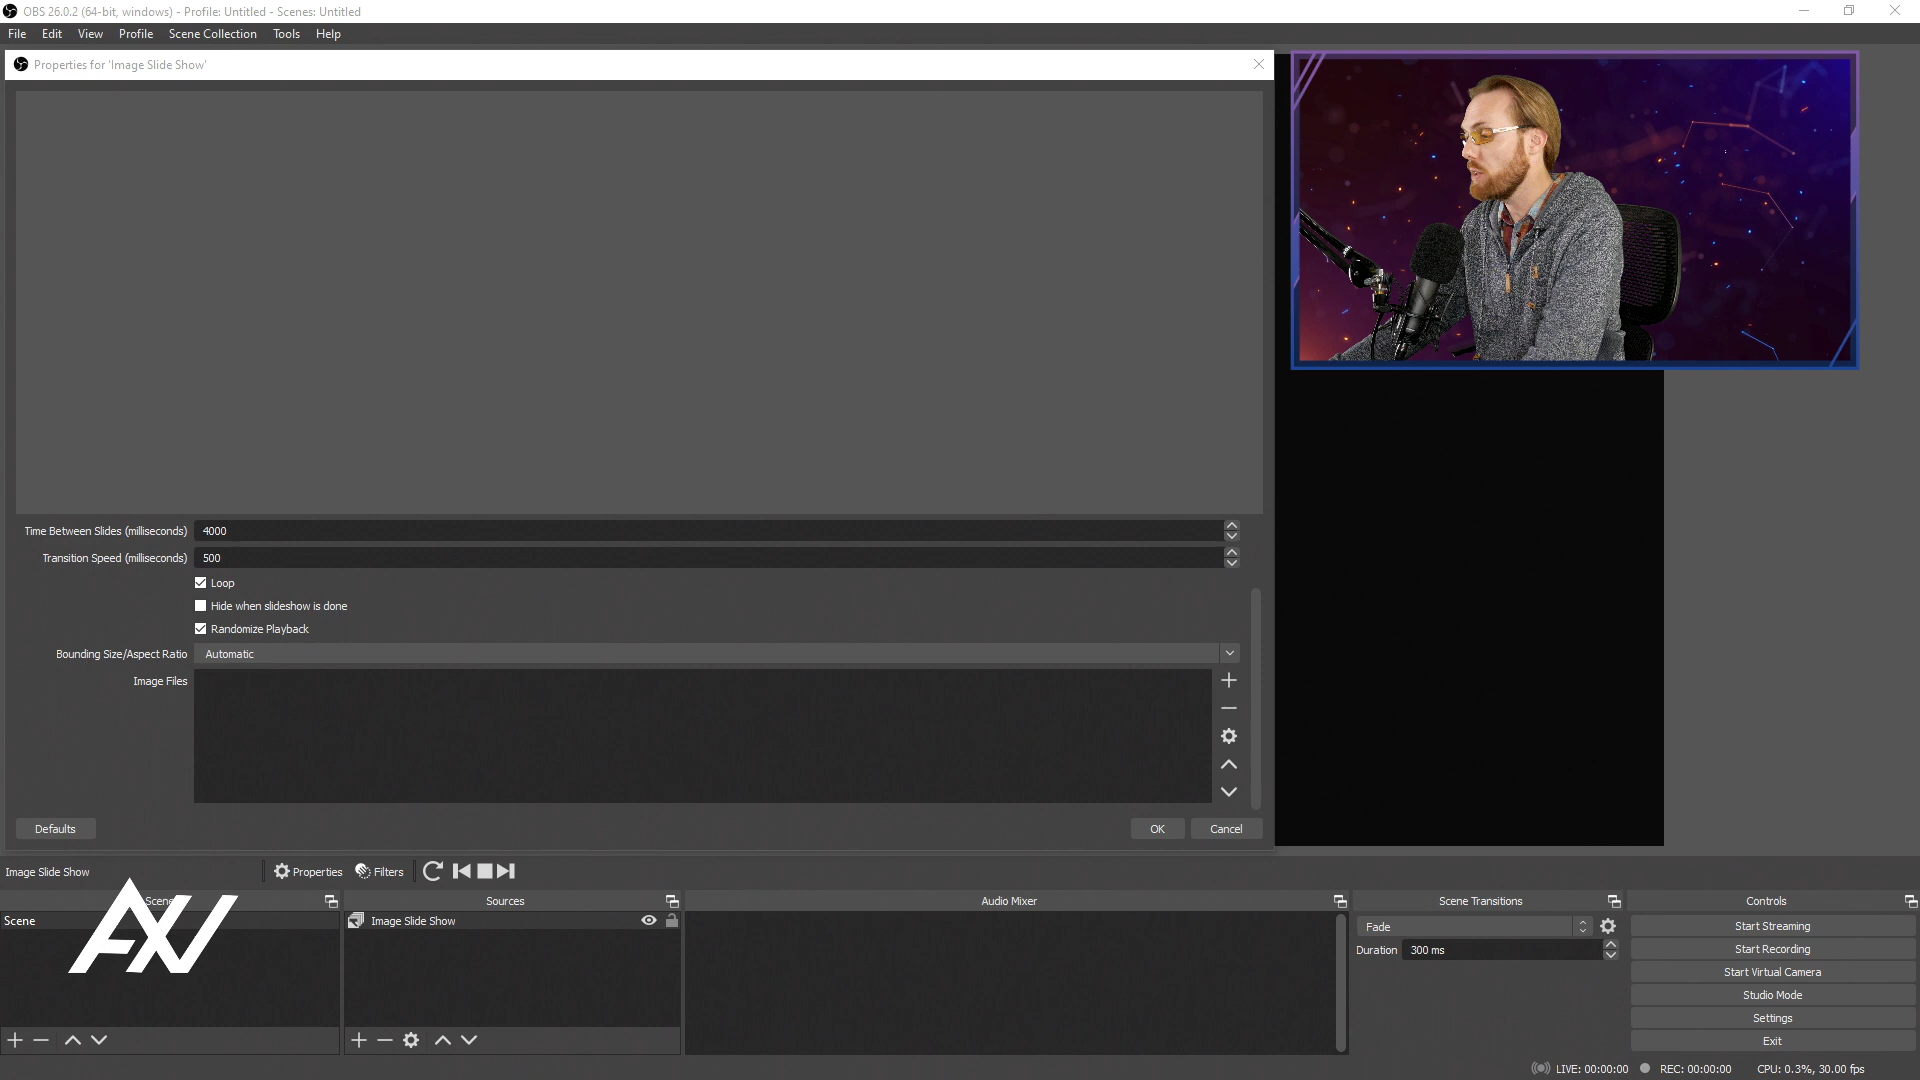 OBS 26.0.2 (64-bit, windows) - Profile: Untitled - Scenes: Untitled
File Edit View Profile Scene Collection Tools Help
Properties for 'Image Slide Show'
Time Between Slides (milliseconds) 4000
Transition Speed (milliseconds) 500
Loop
Hide when slideshow is done
Randomize Playback
Bounding Size/Aspect Ratio Automatic
Image Files
Defaults OK Cancel
Image Slide Show Properties Filters
Scene Sources Audio Mixer Scene Transitions Controls
Scene Image Slide Show Fade Start Streaming
Duration 300 ms Start Recording
Start Virtual Camera
Studio Mode
Settings
Exit
LIVE: 00:00:00 REC: 00:00:00 CPU: 0.3%, 30.00 fps